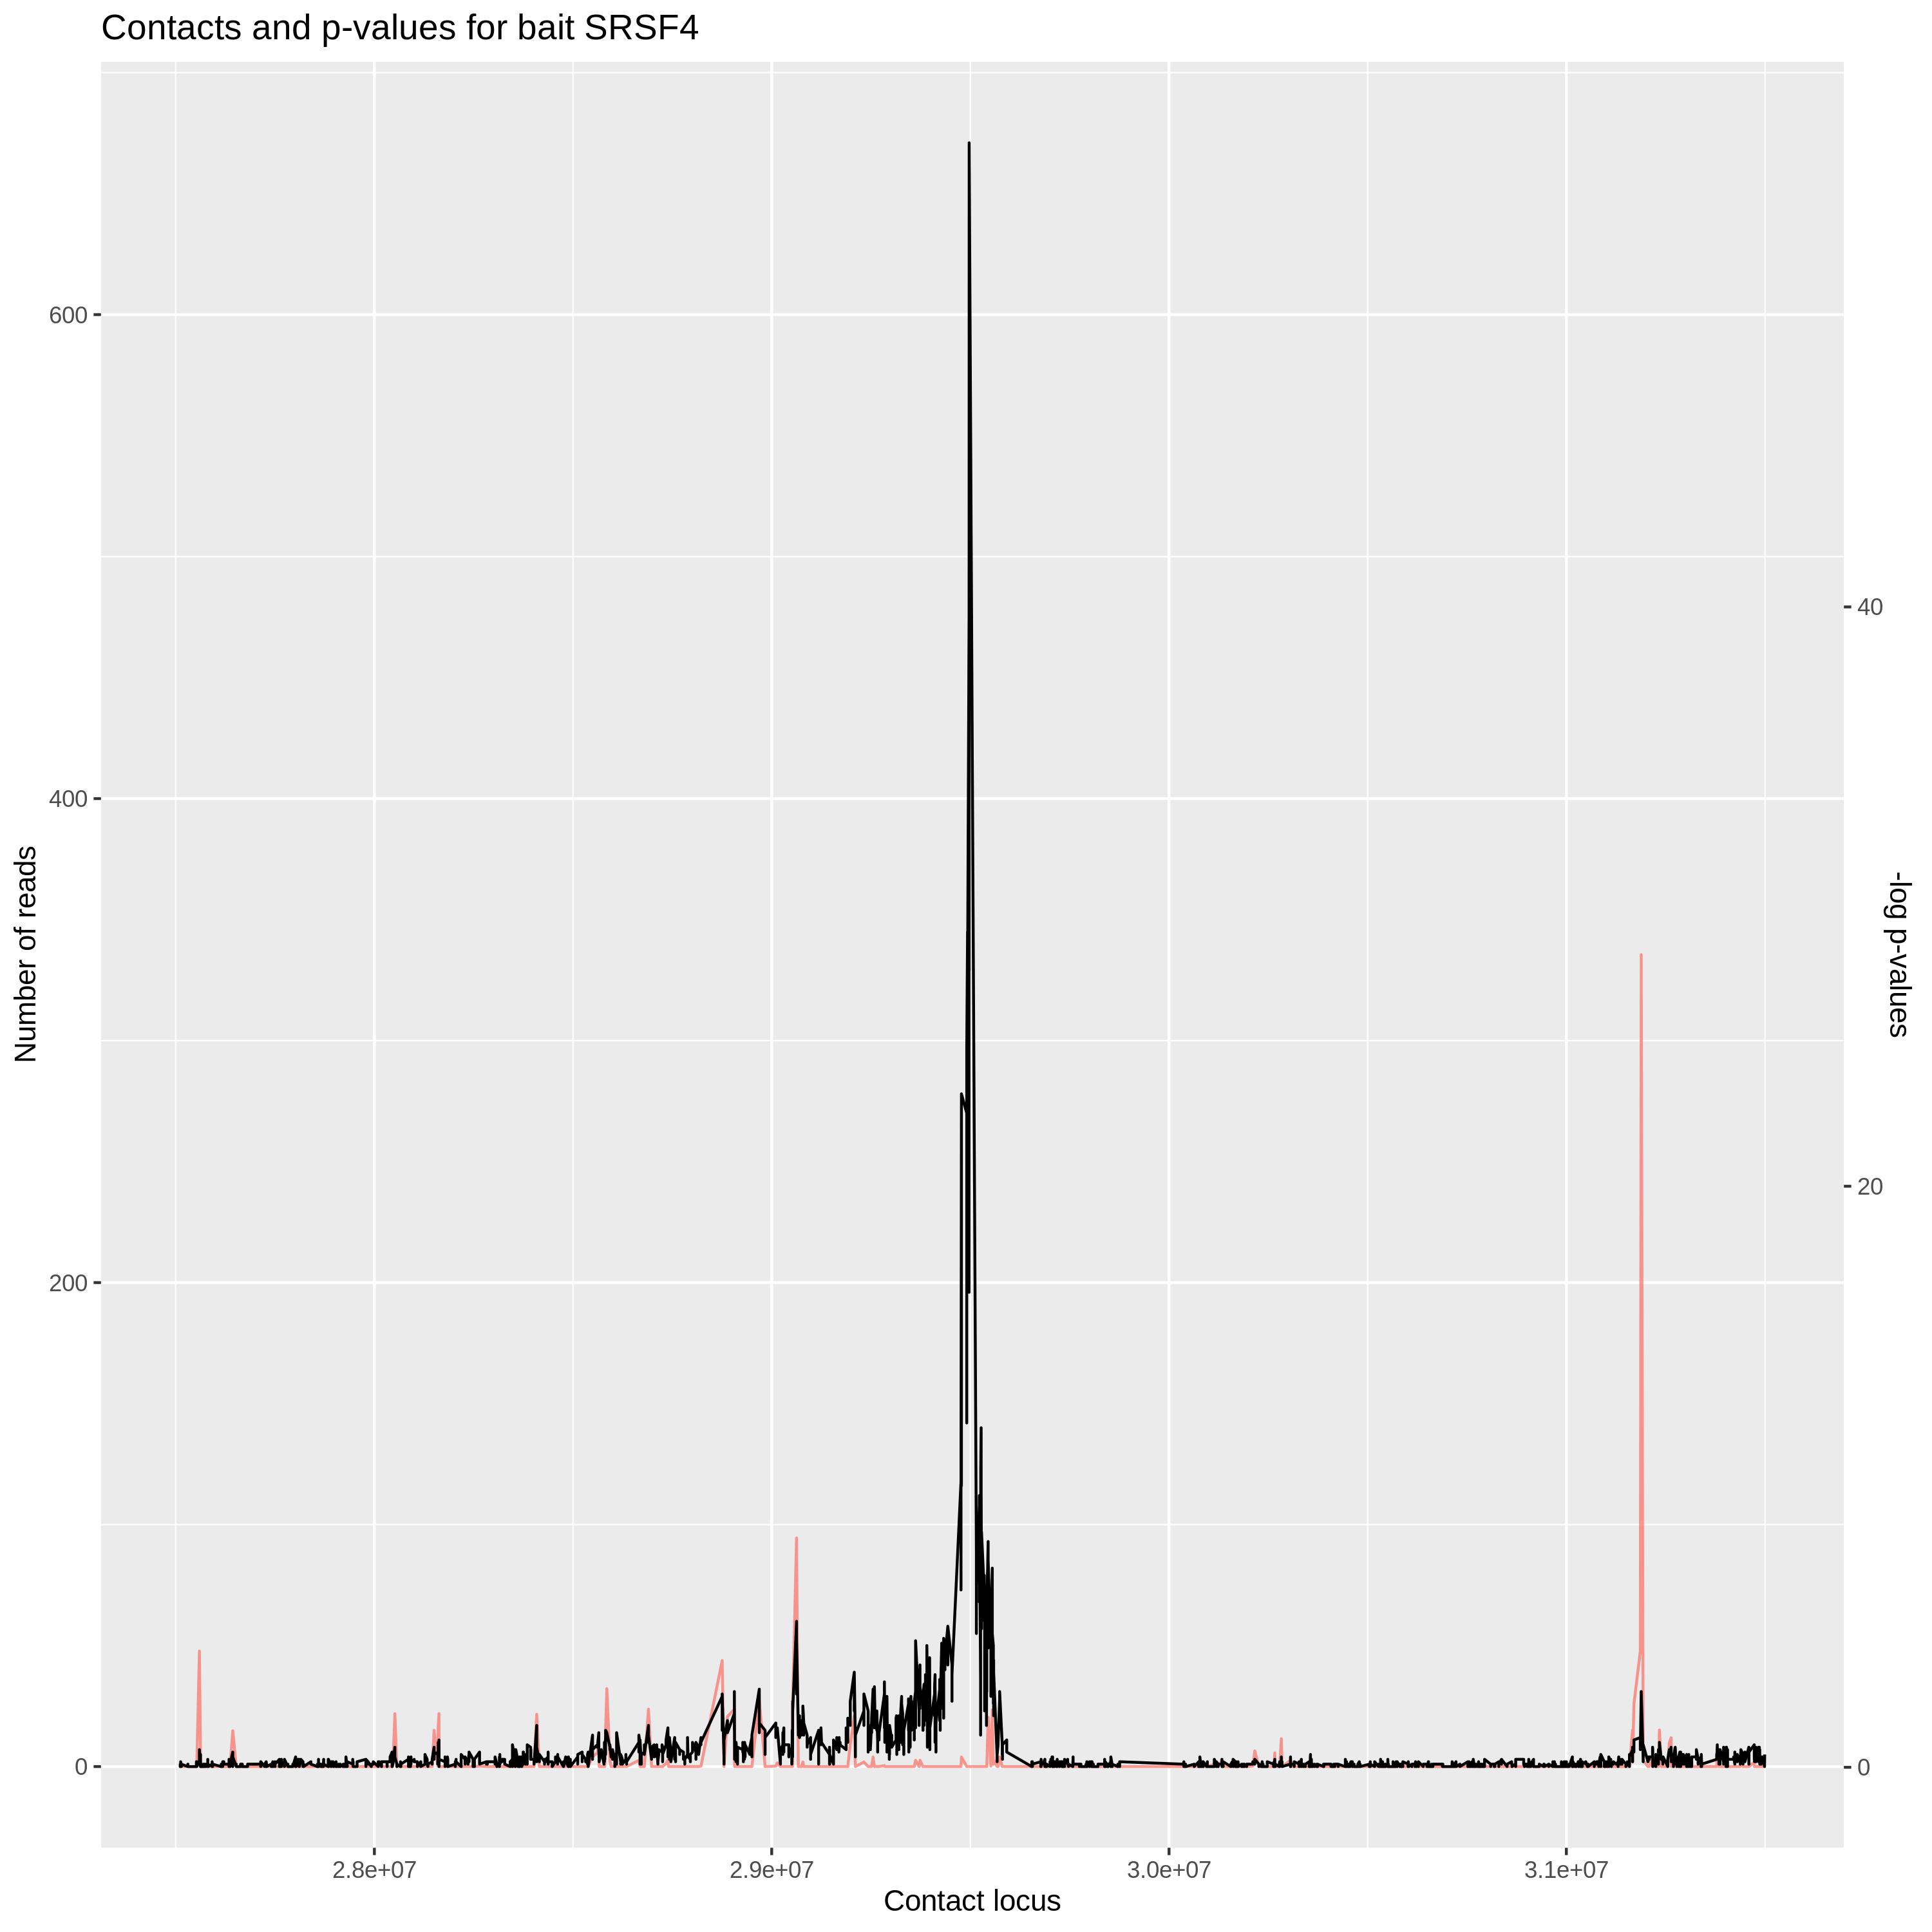 Contacts and p-values for bait SRSF4
Number of reads
600
400
200
0
-log p-values
40
20
0
2.8e+07
2.9e+07
3.0e+07
3.1e+07
Contact locus